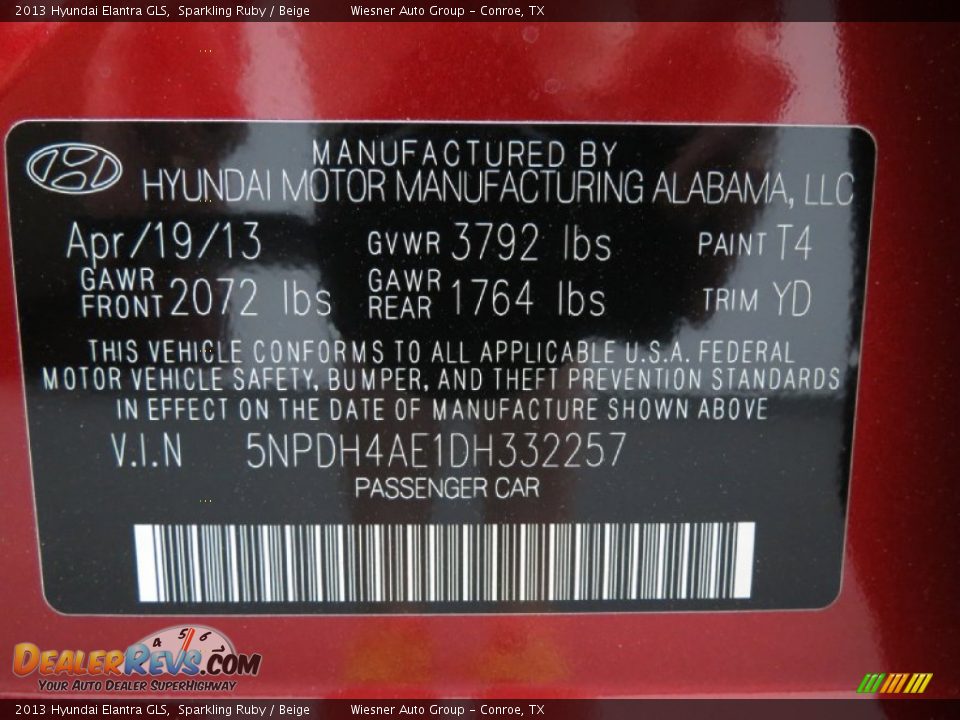 2013 Hyundai Elantra GLS, Sparkling Ruby / Beige Wiesner Auto Group - Conroe, TX
MANUFACTURED BY
HYUNDAI MOTOR MANUFACTURING ALABAMA, LLC
Apr/19/13 GVWR 3792 lbs PAINT T4
GAWR FRONT 2072 lbs GAWR REAR 1764 lbs TRIM YD
THIS VEHICLE CONFORMS TO ALL APPLICABLE U.S.A. FEDERAL
MOTOR VEHICLE SAFETY, BUMPER, AND THEFT PREVENTION STANDARDS
IN EFFECT ON THE DATE OF MANUFACTURE SHOWN ABOVE
V.I.N 5NPDH4AE1DH332257
PASSENGER CAR
4 5 6
DEALERREVS.COM
YOUR AUTO DEALER SUPERHIGHWAY
2013 Hyundai Elantra GLS, Sparkling Ruby / Beige Wiesner Auto Group - Conroe, TX